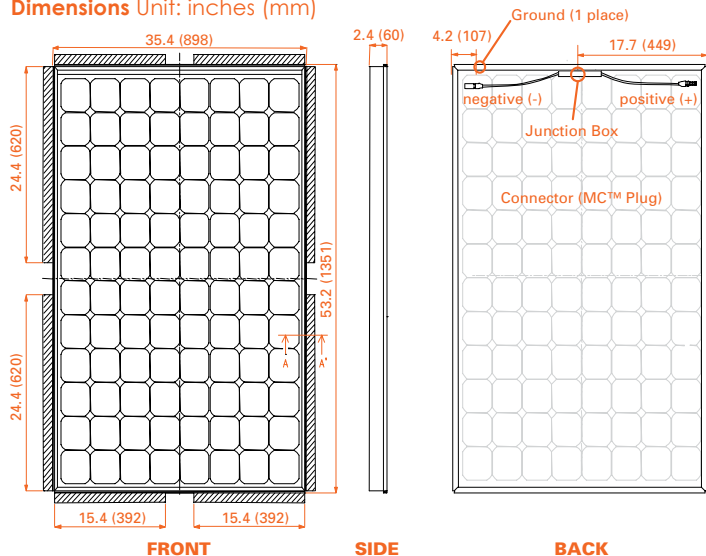 Dimensions Unit: inches (mm)
35.4 (898)
2.4 (60)
4.2 (107)
Ground (1 place)
17.7 (449)
negative (-)
positive (+)
Junction Box
Connector (MC™ Plug)
24.4 (620)
24.4 (620)
53.2 (1351)
A
A'
15.4 (392)
15.4 (392)
FRONT
SIDE
BACK